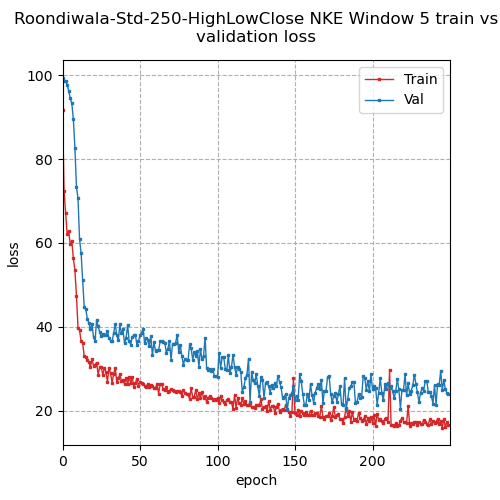 Roondiwala-Std-250-HighLowClose NKE Window 5 train vs
validation loss
Train
Val
100
80
60
40
20
loss
0
50
100
150
200
epoch